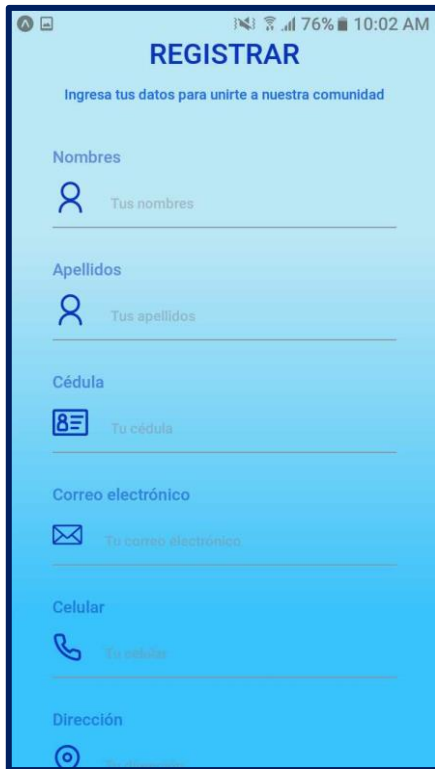 76% 10:02 AM
REGISTRAR
Ingresa tus datos para unirte a nuestra comunidad
Nombres
Tus nombres
Apellidos
Tus apellidos
Cédula
Tu cédula
Correo electrónico
Tu correo electrónico
Celular
Tu celular
Dirección